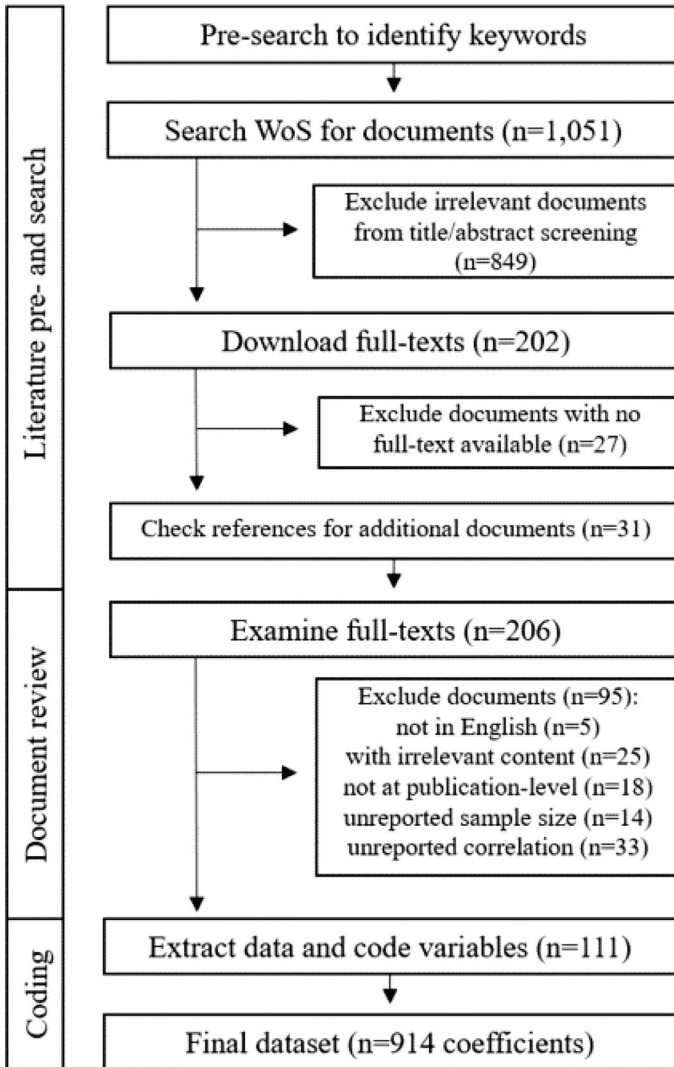 Literature pre- and search
Pre-search to identify keywords
Search WoS for documents (n=1,051)
Exclude irrelevant documents
from title/abstract screening
(n=849)
Download full-texts (n=202)
Exclude documents with no
full-text available (n=27)
Check references for additional documents (n=31)
Document review
Examine full-texts (n=206)
Exclude documents (n=95):
not in English (n=5)
with irrelevant content (n=25)
not at publication-level (n=18)
unreported sample size (n=14)
unreported correlation (n=33)
Coding
Extract data and code variables (n=111)
Final dataset (n=914 coefficients)